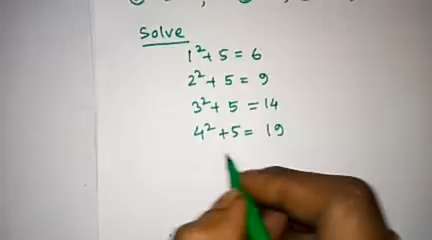 Solve
1² + 5 = 6
2² + 5 = 9
3² + 5 = 14
4² + 5 = 19